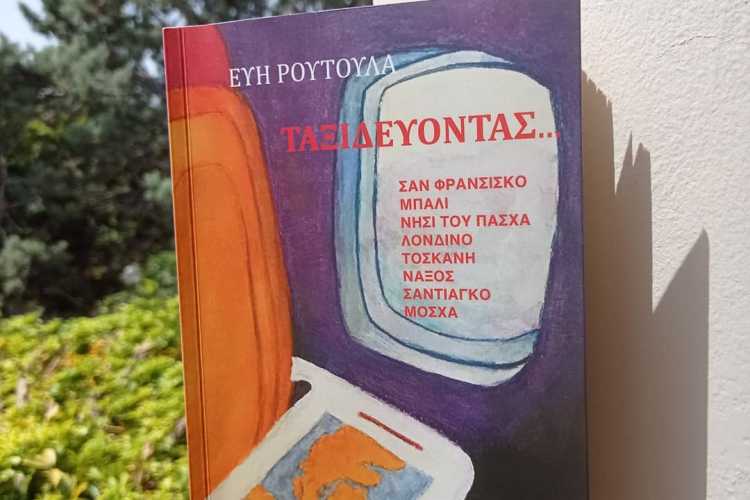 ΕΥΗ ΡΟΥΤΟΥΛΑ
ΤΑΞΙΔΕΥΟΝΤΑΣ...
ΣΑΝ ΦΡΑΝΣΙΣΚΟ
ΜΠΑΛΙ
ΝΗΣΙ ΤΟΥ ΠΑΣΧΑ
ΛΟΝΔΙΝΟ
ΤΟΣΚΑΝΗ
ΝΑΞΟΣ
ΣΑΝΤΙΑΓΚΟ
ΜΟΣΧΑ